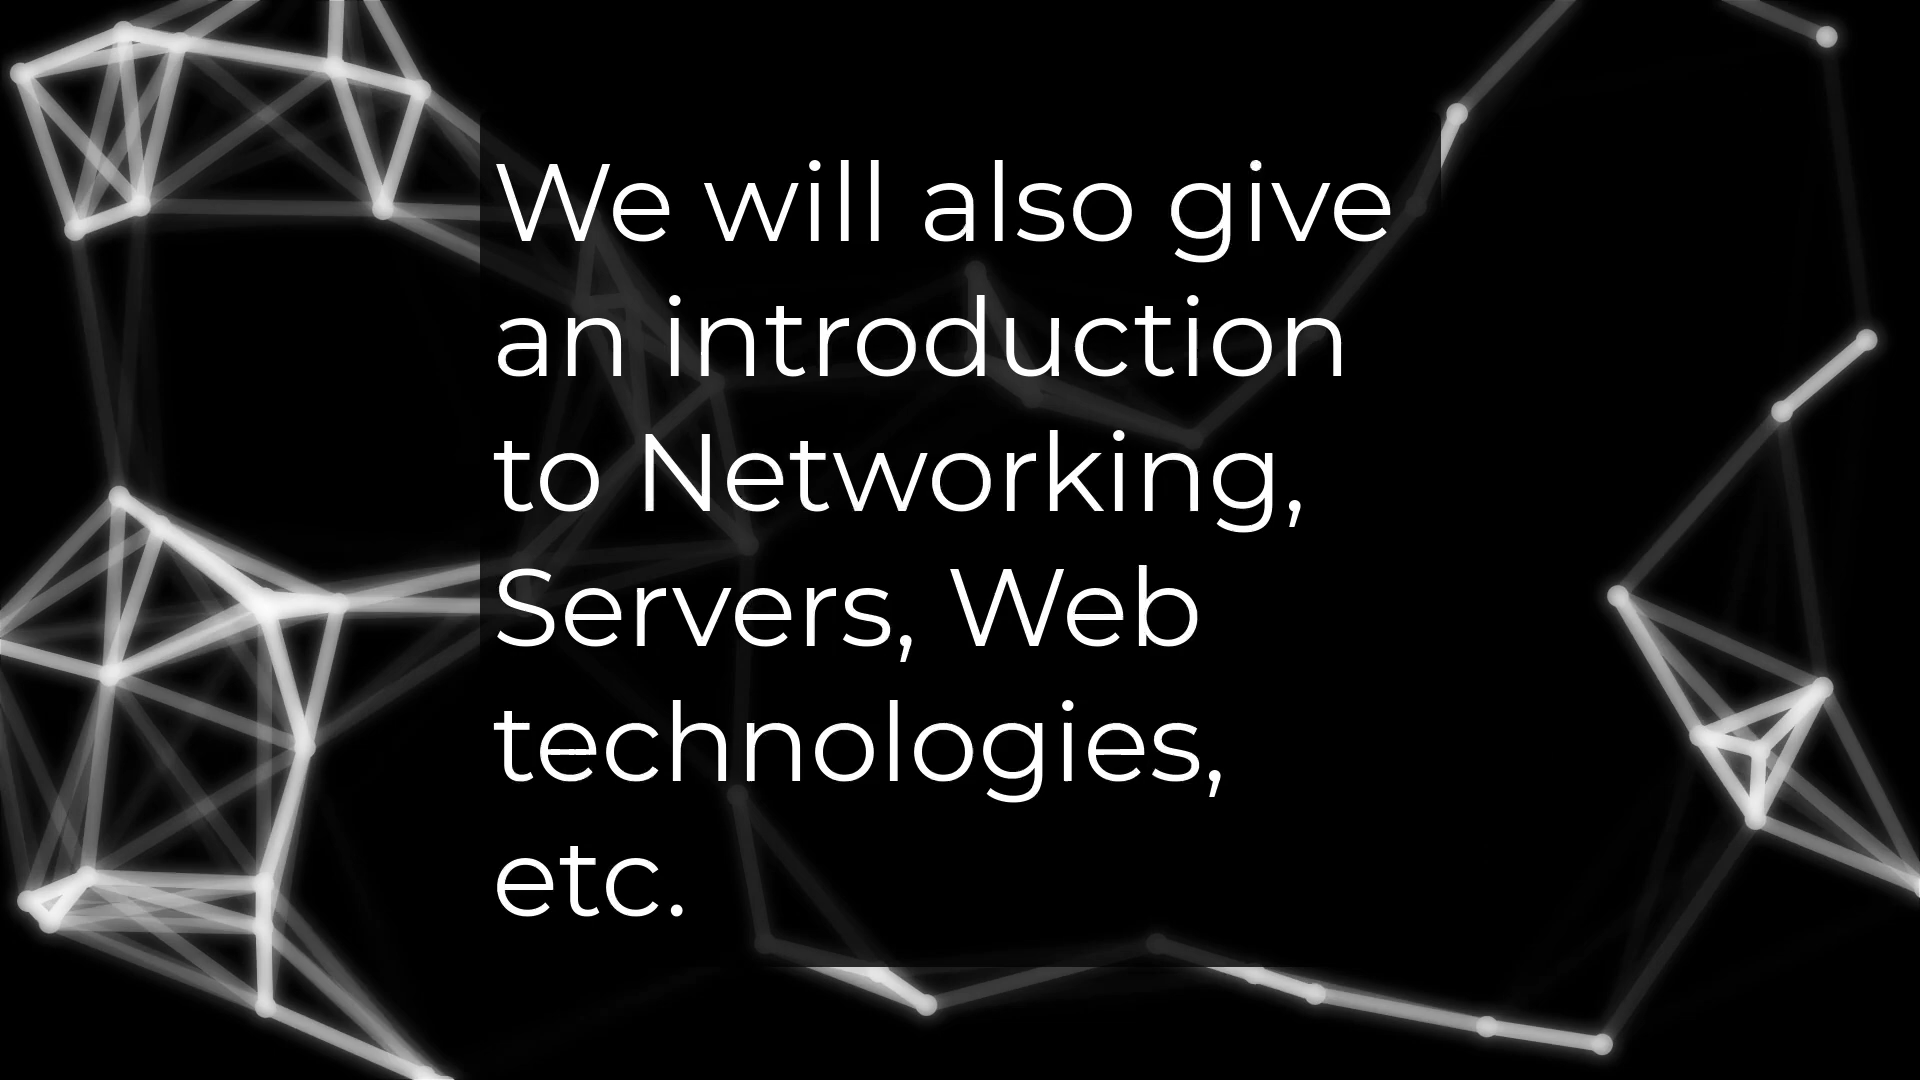 We will also give
an introduction
to Networking,
Servers, Web
technologies,
etc.